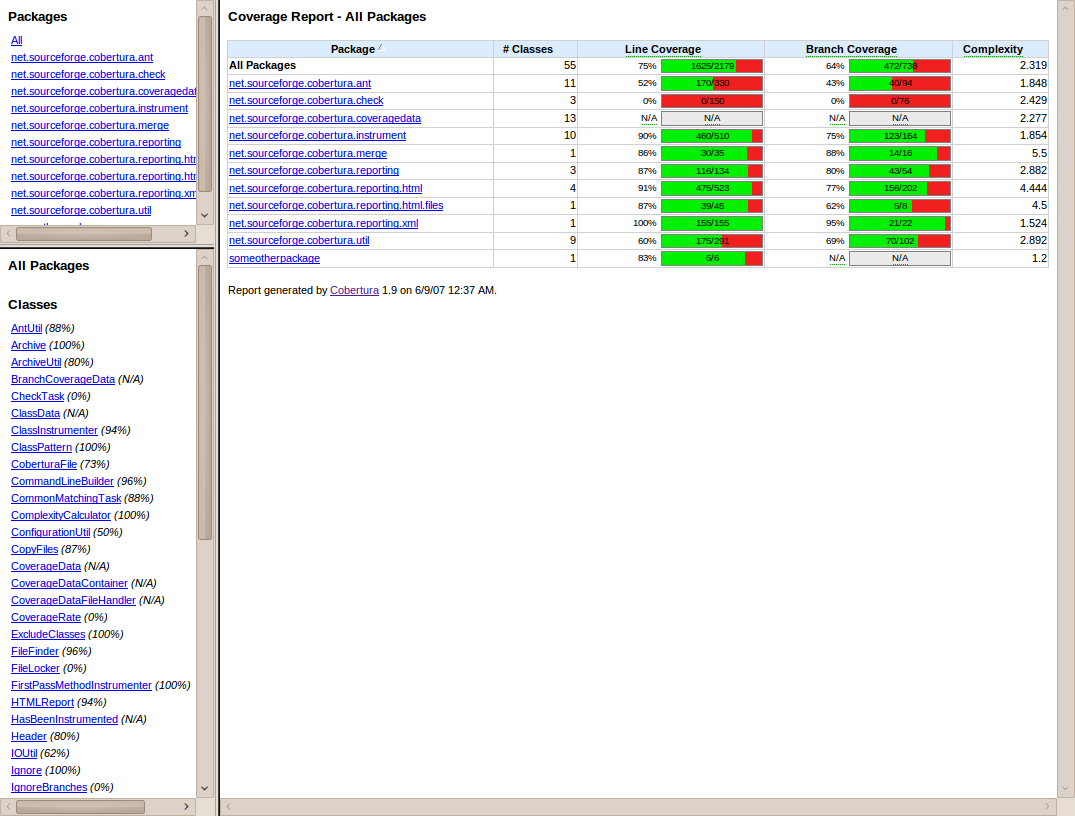 Packages
All
net.sourceforge.cobertura.ant
net.sourceforge.cobertura.check
net.sourceforge.cobertura.coveragedat
net.sourceforge.cobertura.instrument
net.sourceforge.cobertura.merge
net.sourceforge.cobertura.reporting
net.sourceforge.cobertura.reporting.htr
net.sourceforge.cobertura.reporting.htr
net.sourceforge.cobertura.reporting.xm
net.sourceforge.cobertura.util
All Packages
Classes
AntUtil (88%)
Archive (100%)
ArchiveUtil (80%)
BranchCoverageData (N/A)
CheckTask (0%)
ClassData (N/A)
ClassInstrumenter (94%)
ClassPattern (100%)
CoberturaFile (73%)
CommandLineBuilder (96%)
CommonMatchingTask (88%)
ComplexityCalculator (100%)
ConfigurationUtil (50%)
CopyFiles (87%)
CoverageData (N/A)
CoverageDataContainer (N/A)
CoverageDataFileHandler (N/A)
CoverageRate (0%)
ExcludeClasses (100%)
FileFinder (96%)
FileLocker (0%)
FirstPassMethodInstrumenter (100%)
HTMLReport (94%)
HasBeenInstrumented (N/A)
Header (80%)
IOUtil (62%)
Ignore (100%)
IgnoreBranches (0%)
Coverage Report - All Packages
Package # Classes Line Coverage Branch Coverage Complexity
All Packages 55 75% 1625/2179 64% 472/738 2.319
net.sourceforge.cobertura.ant 11 52% 170/330 43% 40/94 1.848
net.sourceforge.cobertura.check 3 0% 0/150 0% 0/76 2.429
net.sourceforge.cobertura.coveragedata 13 N/A N/A N/A N/A 2.277
net.sourceforge.cobertura.instrument 10 90% 460/510 75% 123/164 1.854
net.sourceforge.cobertura.merge 1 86% 30/35 88% 14/16 5.5
net.sourceforge.cobertura.reporting 3 87% 116/134 80% 43/54 2.882
net.sourceforge.cobertura.reporting.html 4 91% 475/523 77% 156/202 4.444
net.sourceforge.cobertura.reporting.html.files 1 87% 39/45 62% 5/8 4.5
net.sourceforge.cobertura.reporting.xml 1 100% 155/155 95% 21/22 1.524
net.sourceforge.cobertura.util 9 60% 175/291 69% 70/102 2.892
someotherpackage 1 83% 5/6 N/A N/A 1.2
Report generated by Cobertura 1.9 on 6/9/07 12:37 AM.